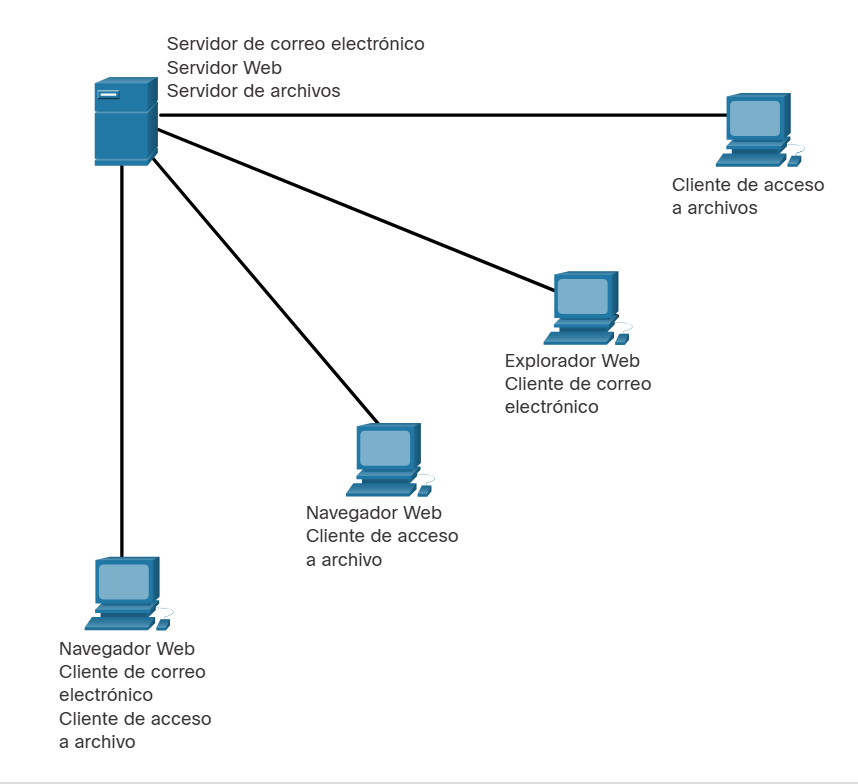 Servidor de correo electrónico
Servidor Web
Servidor de archivos
Cliente de acceso
a archivos
Explorador Web
Cliente de correo
electrónico
Navegador Web
Cliente de acceso
a archivo
Navegador Web
Cliente de correo
electrónico
Cliente de acceso
a archivo